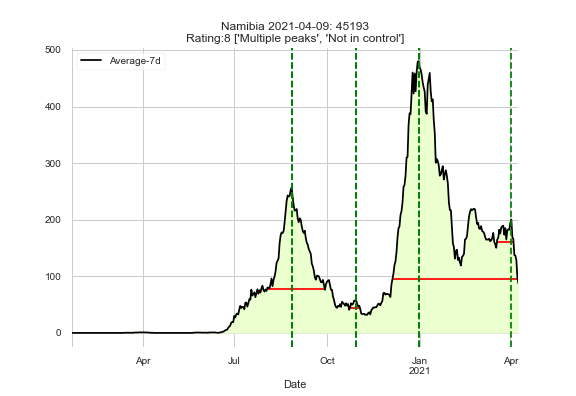 Namibia 2021-04-09: 45193
Rating:8 ['Multiple peaks', 'Not in control']
500
Average-7d
400
300
200
100
0
Apr
Jul
Oct
Jan
2021
Apr
Date